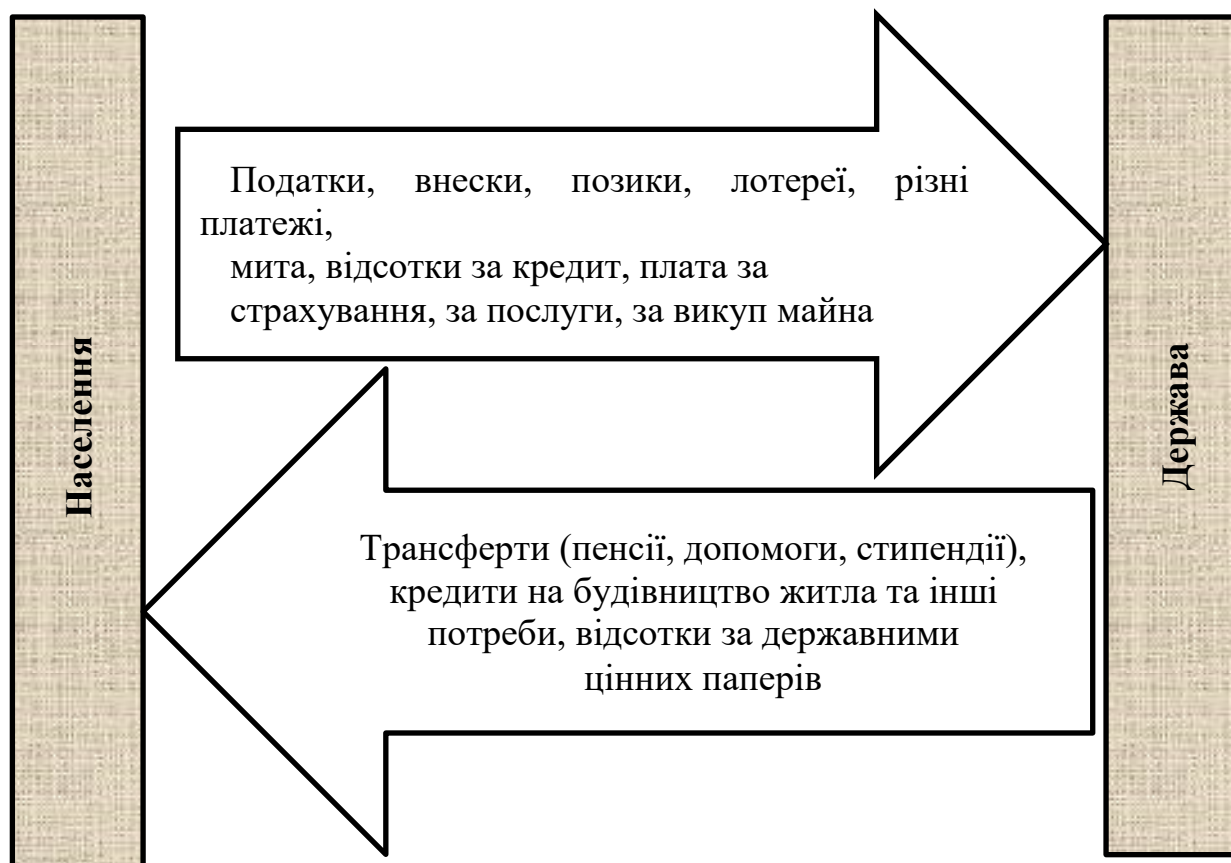 Населення
Податки, внески, позики, лотереї, різні
платежі,
мита, відсотки за кредит, плата за
страхування, за послуги, за викуп майна
Держава
Трансферти (пенсії, допомоги, стипендії),
кредити на будівництво житла та інші
потреби, відсотки за державними
цінних паперів